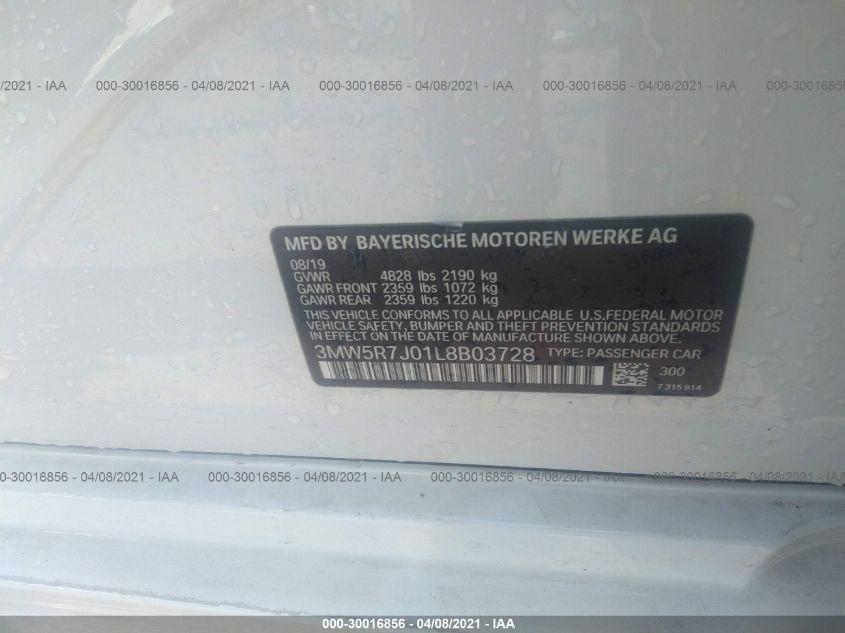 /2021 - IAA 000-30016856 - 04/08/2021 - IAA 000-30016856 - 04/08/2021 - IAA 000-30016856 - 04/08/2021 - IAA 000-3001685
MFD BY BAYERISCHE MOTOREN WERKE AG
08/19
GVWR 4828 lbs 2190 kg
GAWR FRONT 2359 lbs 1072 kg
GAWR REAR 2359 lbs 1220 kg
THIS VEHICLE CONFORMS TO ALL APPLICABLE U.S.FEDERAL MOTOR
VEHICLE SAFETY, BUMPER AND THEFT PREVENTION STANDARDS
IN EFFECT ON THE DATE OF MANUFACTURE SHOWN ABOVE.
3MW5R7J01L8B03728 TYPE: PASSENGER CAR
300
7 315 814
0-30016856 - 04/08/2021 - IAA 000-30016856 - 04/08/2021 - IAA 000-30016856 - 04/08/2021 - IAA 000-30016856 - 04/08/2021
000-30016856 - 04/08/2021 - IAA